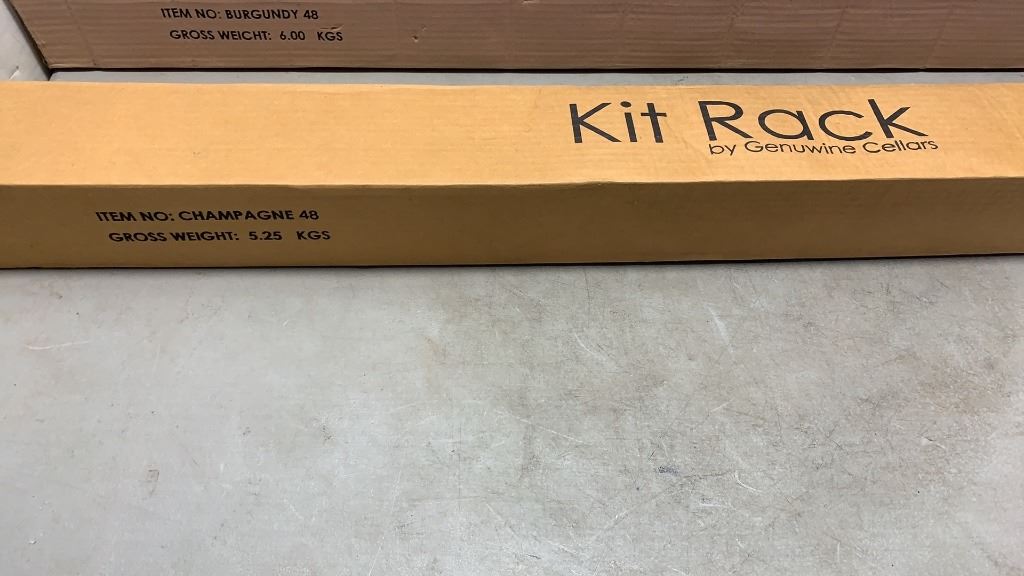 ITEM NO: BURGUNDY 48
GROSS WEIGHT: 6.00 KGS
Kit Rack
by Genuwine Cellars
ITEM NO: CHAMPAGNE 48
GROSS WEIGHT: 5.25 KGS